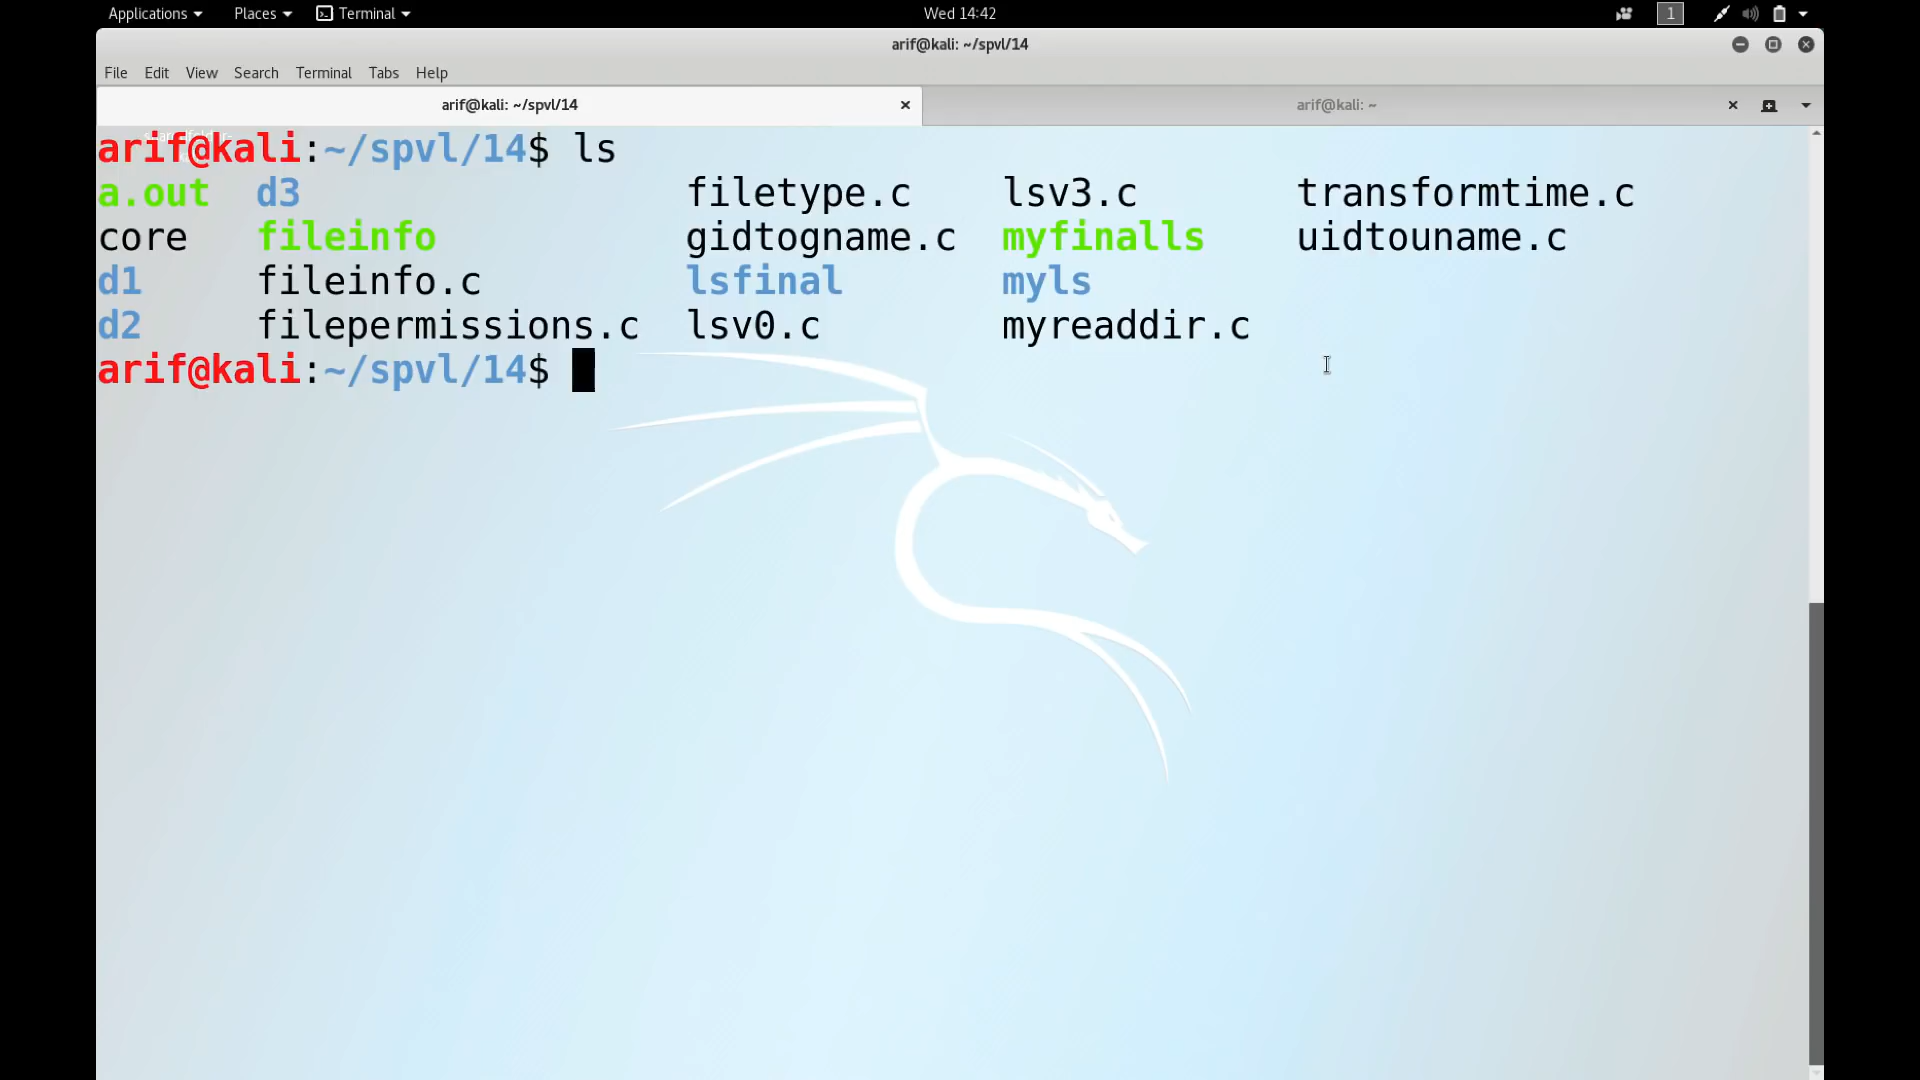 Applications Places Terminal Wed 14:42 1
arif@kali: ~/spvl/14
File Edit View Search Terminal Tabs Help
arif@kali: ~/spvl/14 arif@kali: ~
arif@kali:~/spvl/14$ ls
a.out d3 filetype.c lsv3.c transformtime.c
core fileinfo gidtogname.c myfinalls uidtouname.c
d1 fileinfo.c lsfinal myls
d2 filepermissions.c lsv0.c myreaddir.c
arif@kali:~/spvl/14$